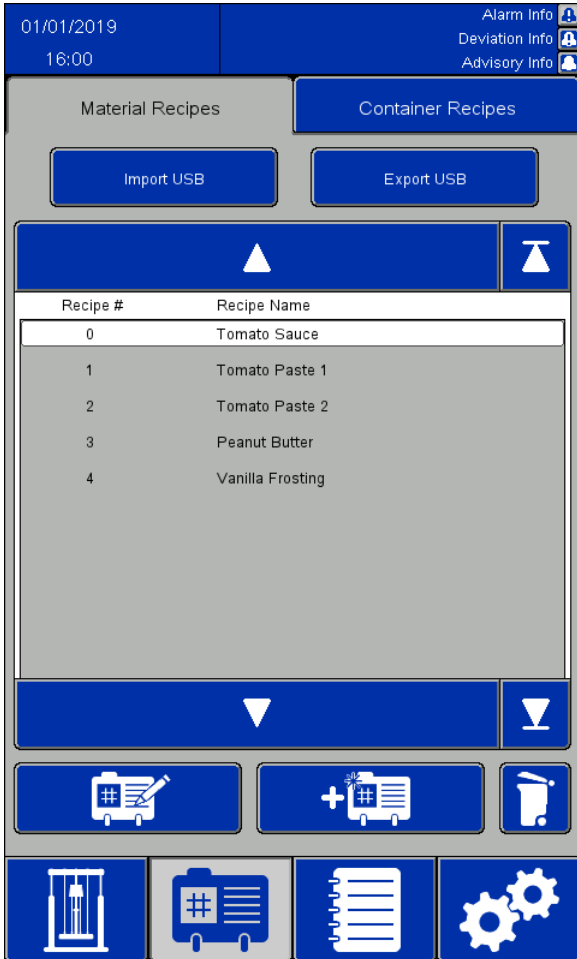 01/01/2019
16:00
Alarm Info
Deviation Info
Advisory Info
Material Recipes
Container Recipes
Import USB
Export USB
Recipe # Recipe Name
0 Tomato Sauce
1 Tomato Paste 1
2 Tomato Paste 2
3 Peanut Butter
4 Vanilla Frosting